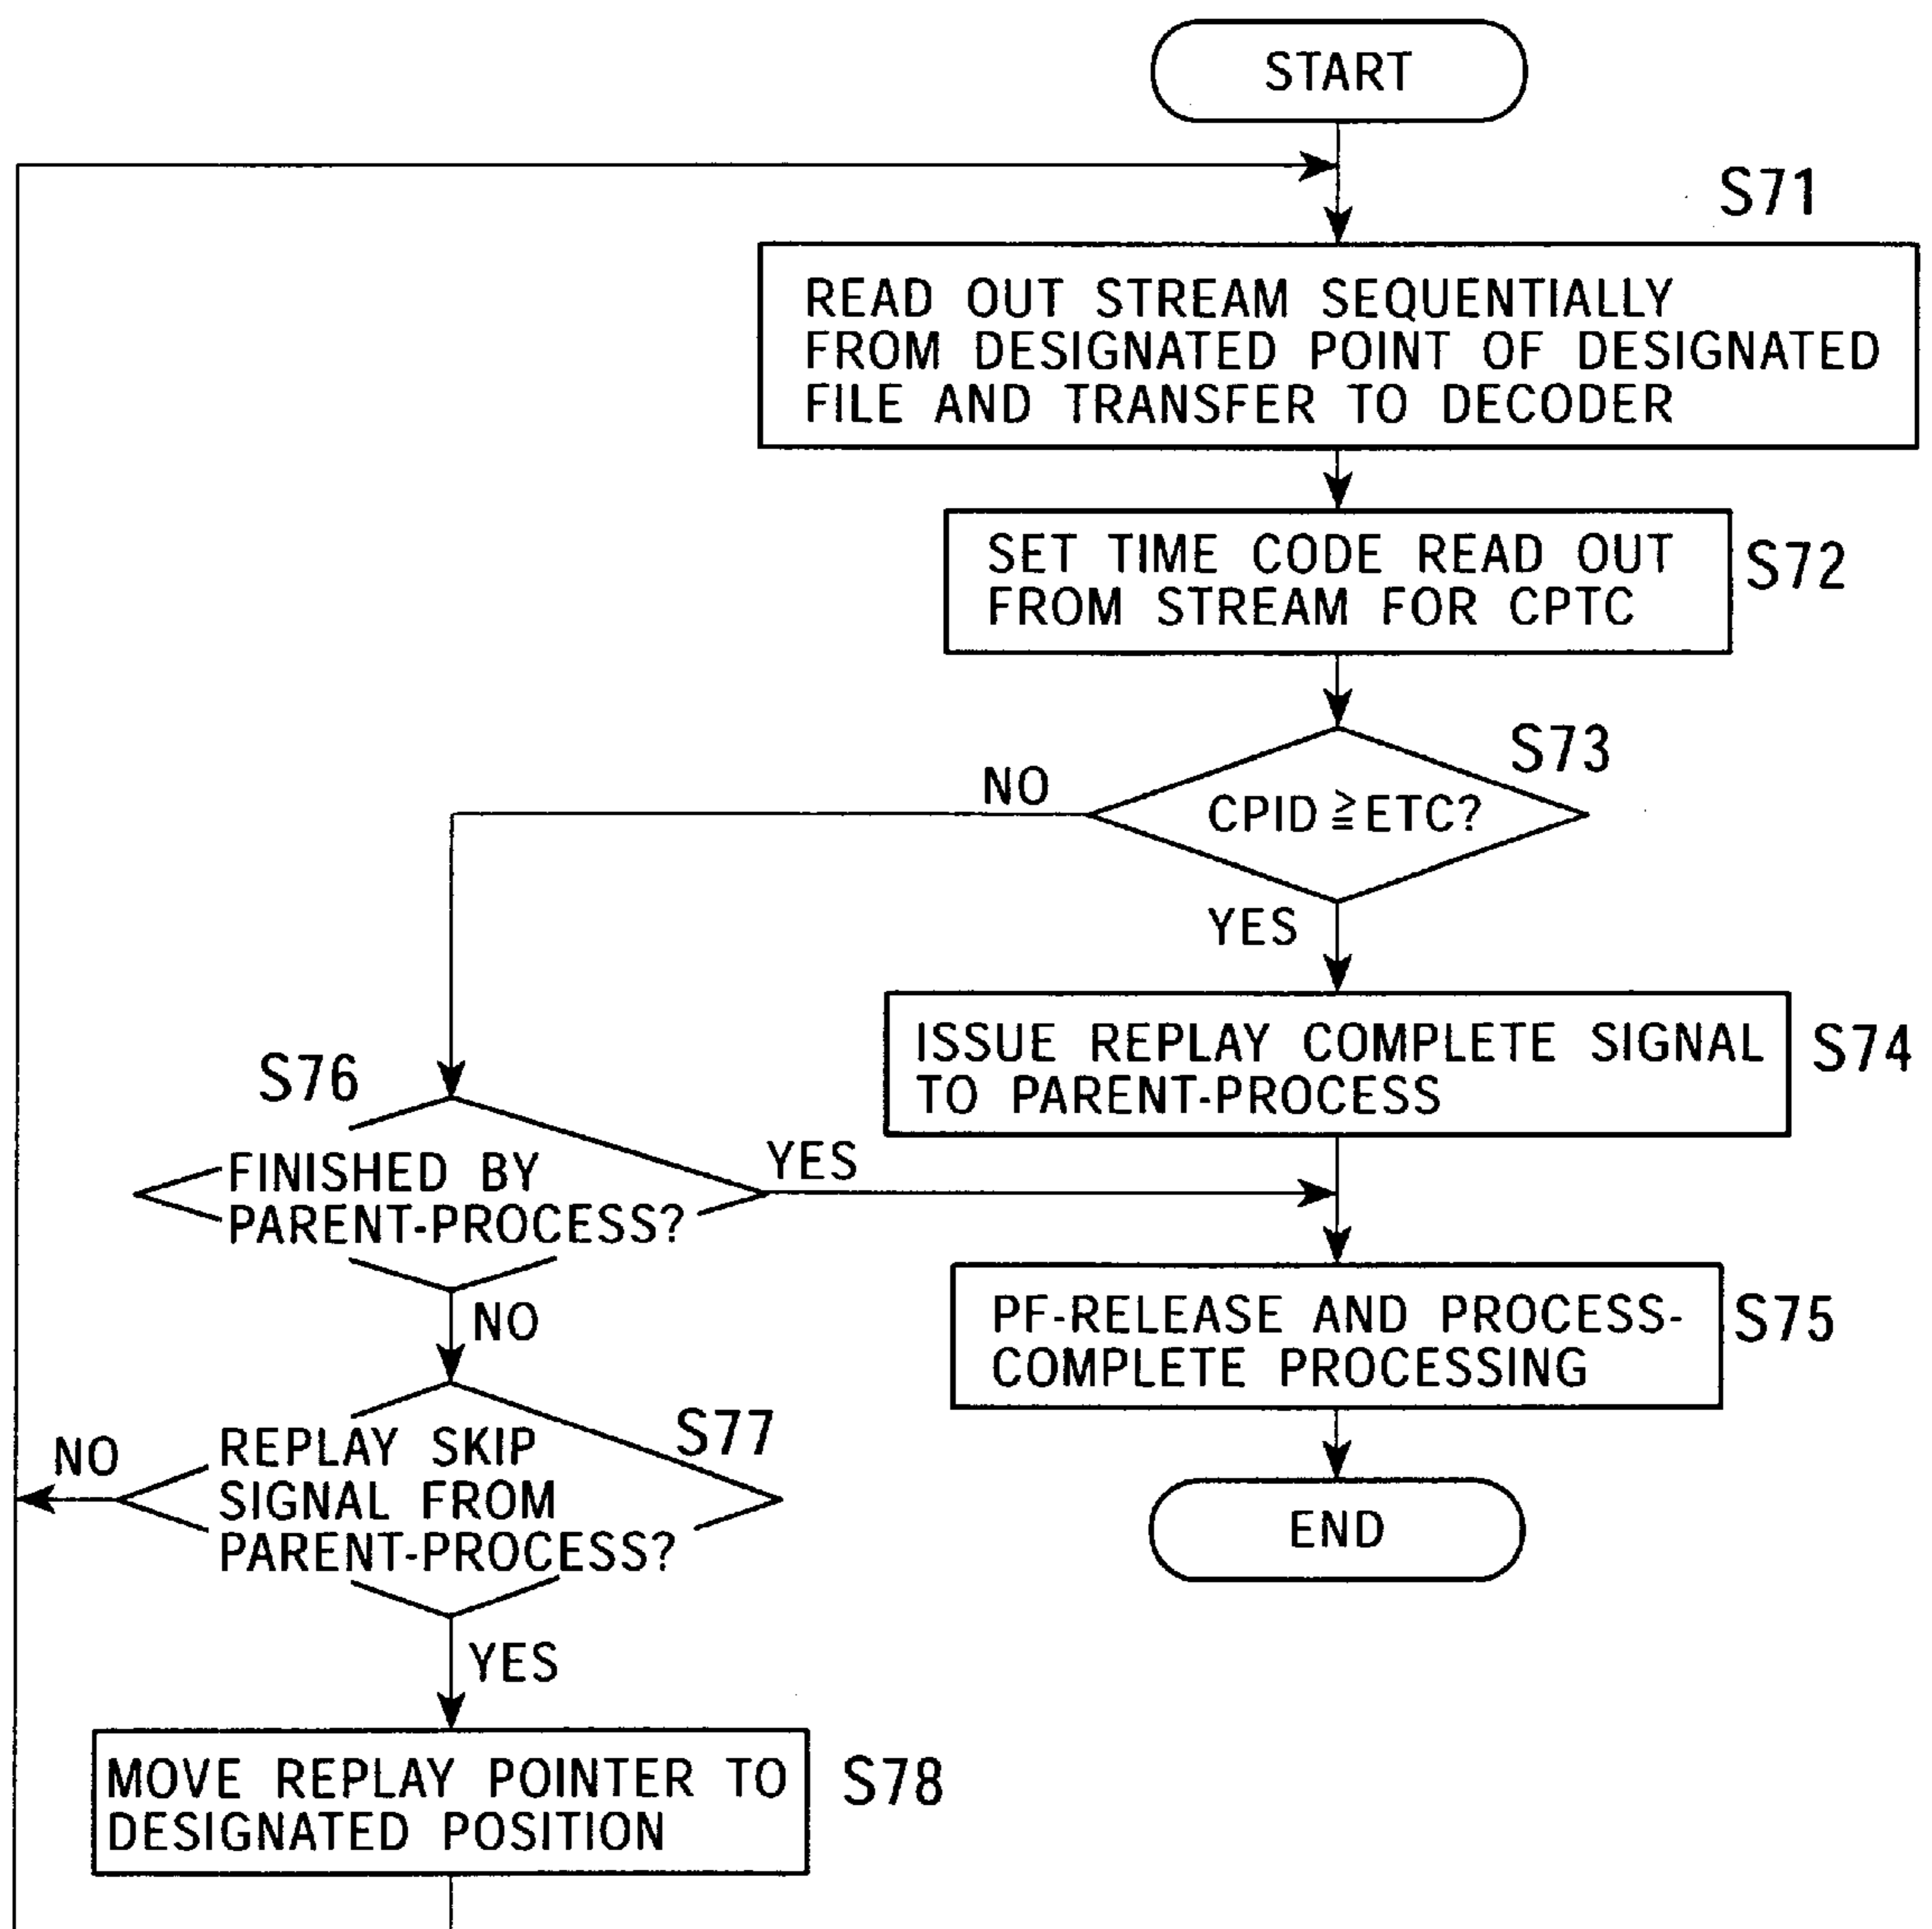 START
S71
READ OUT STREAM SEQUENTIALLY
FROM DESIGNATED POINT OF DESIGNATED
FILE AND TRANSFER TO DECODER
SET TIME CODE READ OUT
FROM STREAM FOR CPTC
S72
S73
NO
CPID≧ETC?
YES
ISSUE REPLAY COMPLETE SIGNAL
TO PARENT-PROCESS
S74
S76
FINISHED BY
PARENT-PROCESS?
YES
NO
PF-RELEASE AND PROCESS-
COMPLETE PROCESSING
S75
S77
NO
REPLAY SKIP
SIGNAL FROM
PARENT-PROCESS?
END
YES
MOVE REPLAY POINTER TO
DESIGNATED POSITION
S78